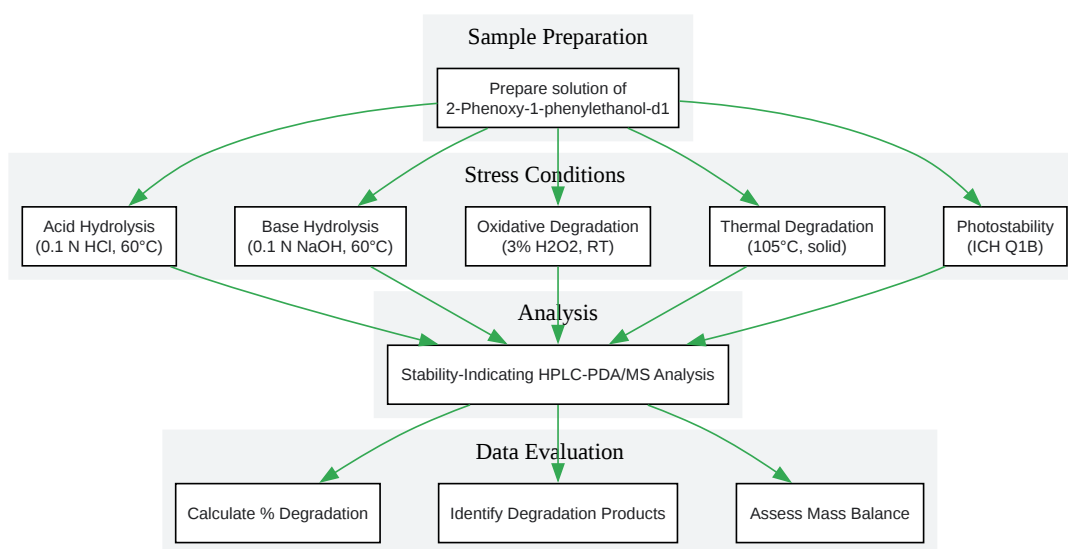 Sample Preparation
Prepare solution of
2-Phenoxy-1-phenylethanol-d1
Stress Conditions
Acid Hydrolysis
(0.1 N HCl, 60°C)
Base Hydrolysis
(0.1 N NaOH, 60°C)
Oxidative Degradation
(3% H2O2, RT)
Thermal Degradation
(105°C, solid)
Photostability
(ICH Q1B)
Analysis
Stability-Indicating HPLC-PDA/MS Analysis
Data Evaluation
Calculate % Degradation
Identify Degradation Products
Assess Mass Balance